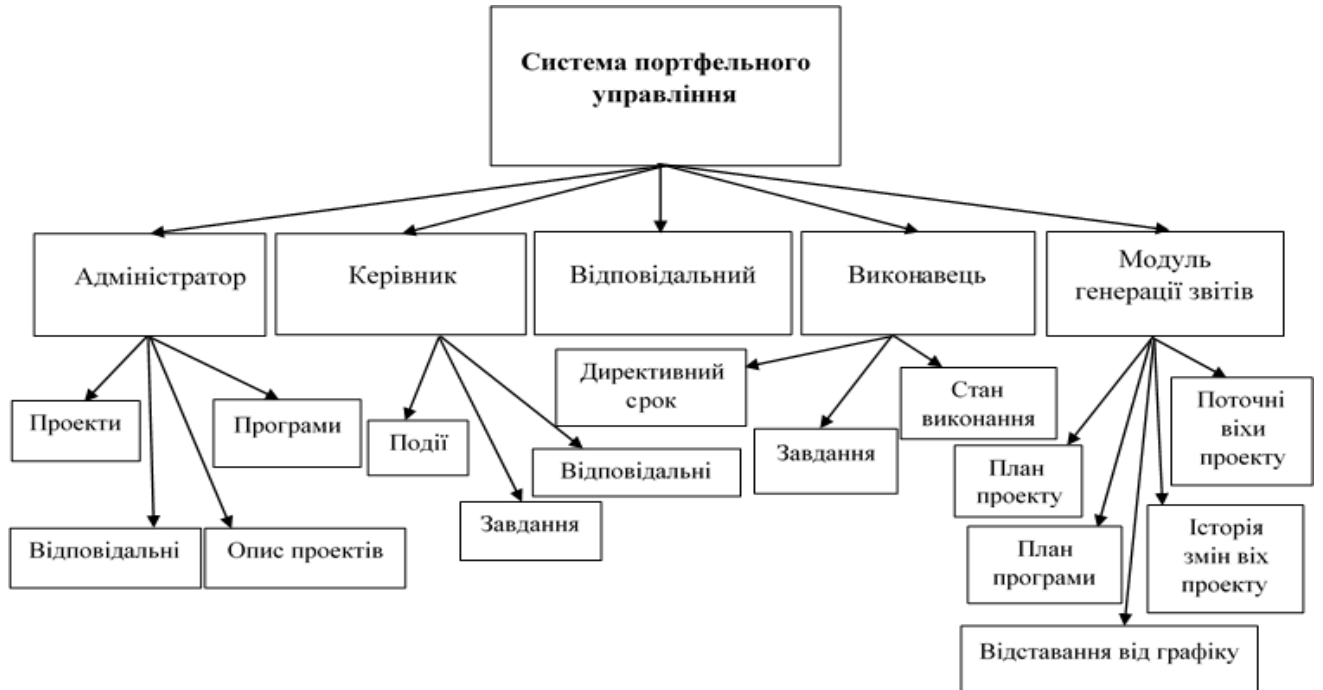 Система портфельного
управління
Адміністратор
Керівник
Відповідальний
Виконавець
Модуль
генерації звітів
Проекти
Програми
Відповідальні
Опис проектів
Події
Відповідальні
Завдання
Директивний
срок
Завдання
Стан
виконання
План
проекту
Поточні
віхи
проекту
План
програми
Історія
змін віх
проекту
Відставання від графіку